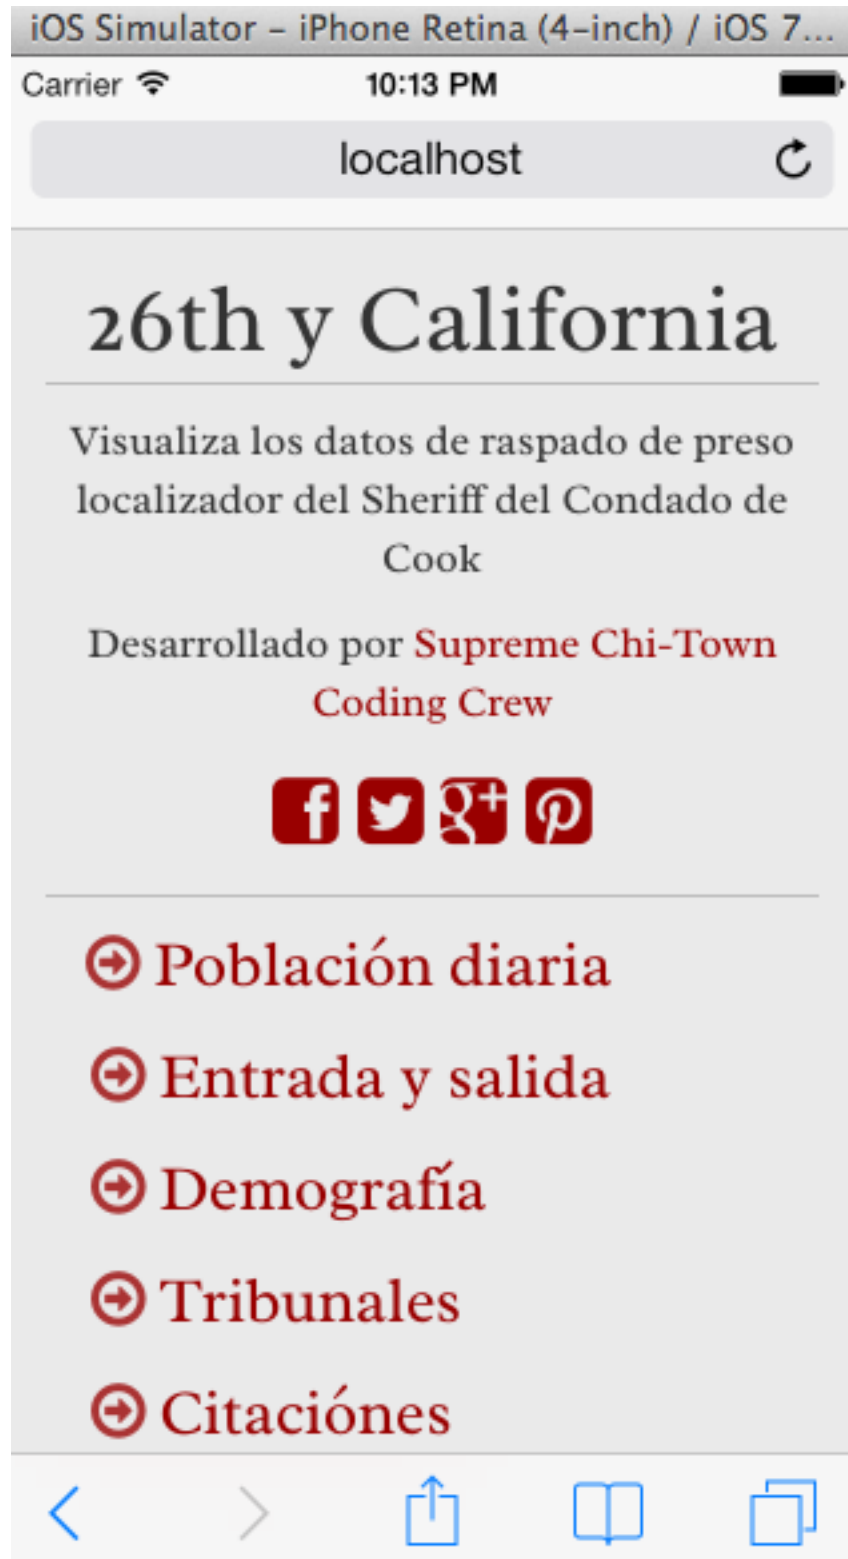 iOS Simulator – iPhone Retina (4-inch) / iOS 7...
Carrier 10:13 PM
localhost
26th y California
Visualiza los datos de raspado de preso
localizador del Sheriff del Condado de
Cook
Desarrollado por Supreme Chi-Town
Coding Crew
f g+
Población diaria
Entrada y salida
Demografía
Tribunales
Citaciónes